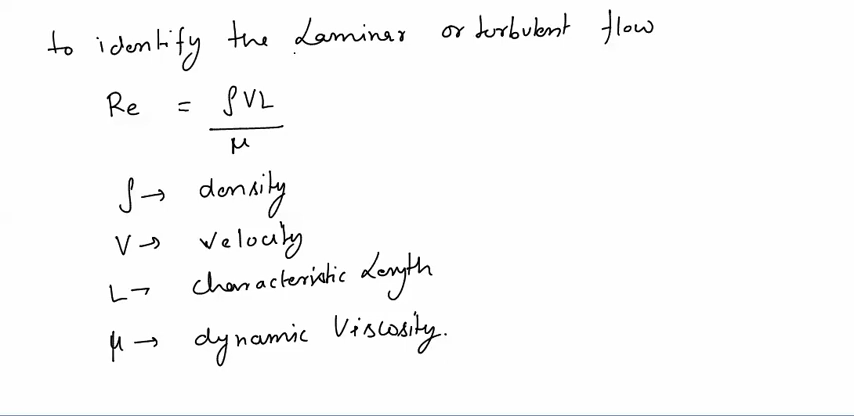 to identify the Laminar or turbulent flow
Re = ρVL
μ
ρ → density
V → velocity
L → characteristic Length
μ → dynamic Viscosity.